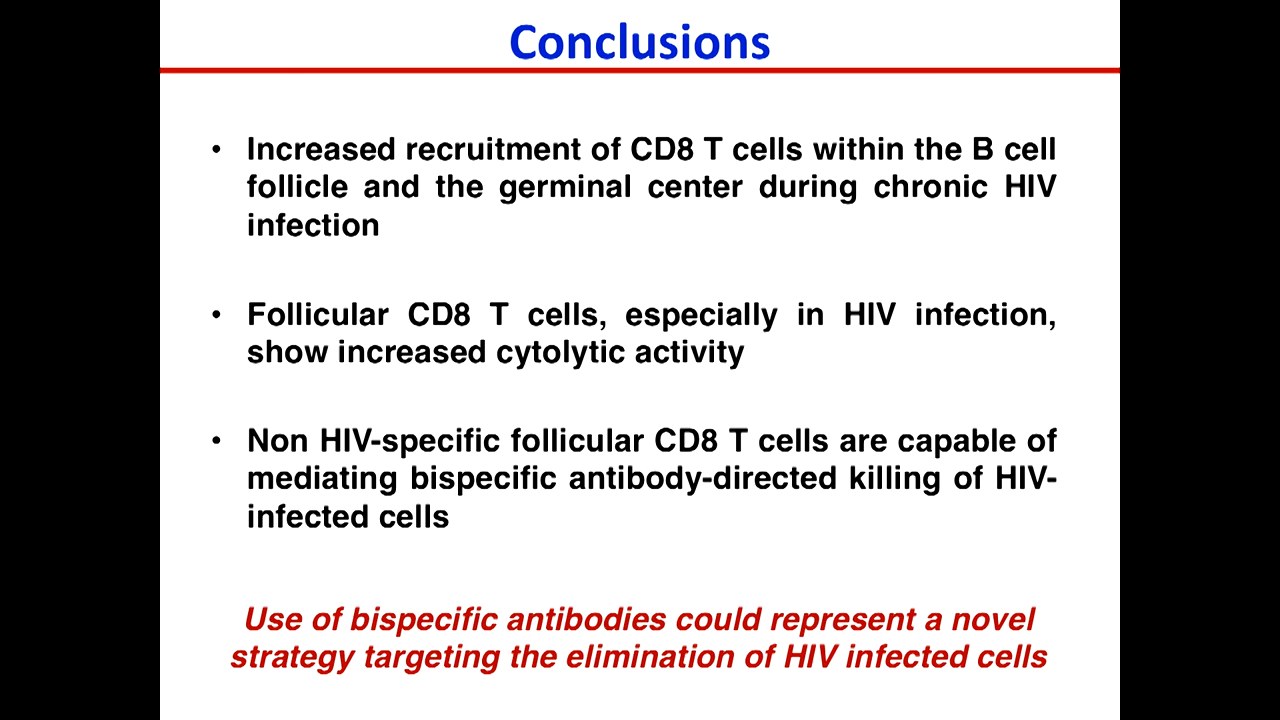 Conclusions
• Increased recruitment of CD8 T cells within the B cell
follicle and the germinal center during chronic HIV
infection
• Follicular CD8 T cells, especially in HIV infection,
show increased cytolytic activity
• Non HIV-specific follicular CD8 T cells are capable of
mediating bispecific antibody-directed killing of HIV-
infected cells
Use of bispecific antibodies could represent a novel
strategy targeting the elimination of HIV infected cells